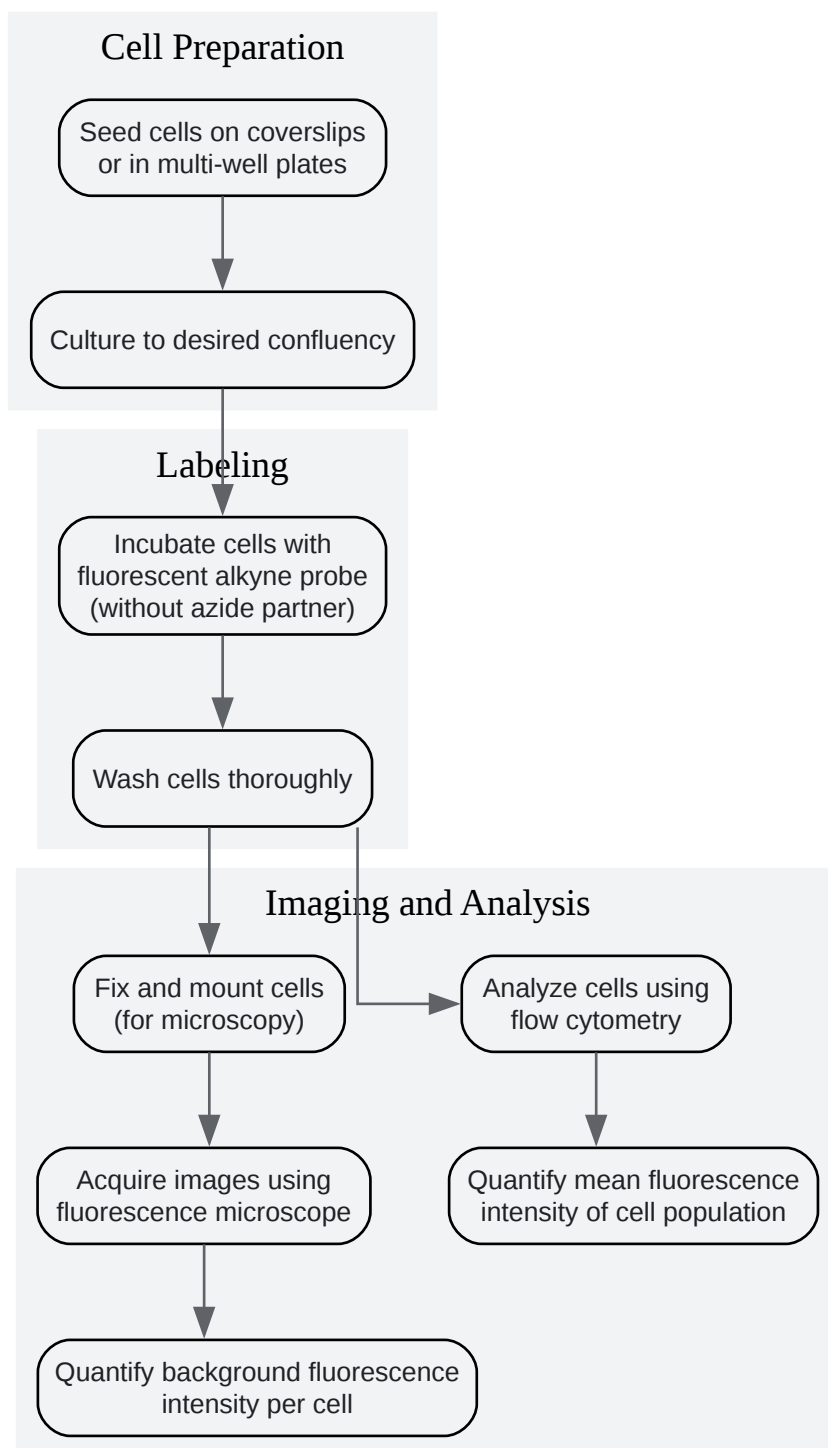 Cell Preparation
Seed cells on coverslips
or in multi-well plates
Culture to desired confluency
Labeling
Incubate cells with
fluorescent alkyne probe
(without azide partner)
Wash cells thoroughly
Imaging and Analysis
Fix and mount cells
(for microscopy)
Analyze cells using
flow cytometry
Acquire images using
fluorescence microscope
Quantify mean fluorescence
intensity of cell population
Quantify background fluorescence
intensity per cell